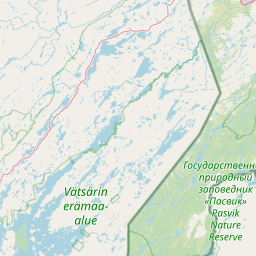 Государственн
природный
заповедник
«Пасвик»
Pasvik
Nature
Reserve
Vätsärin
erämaa-
alue